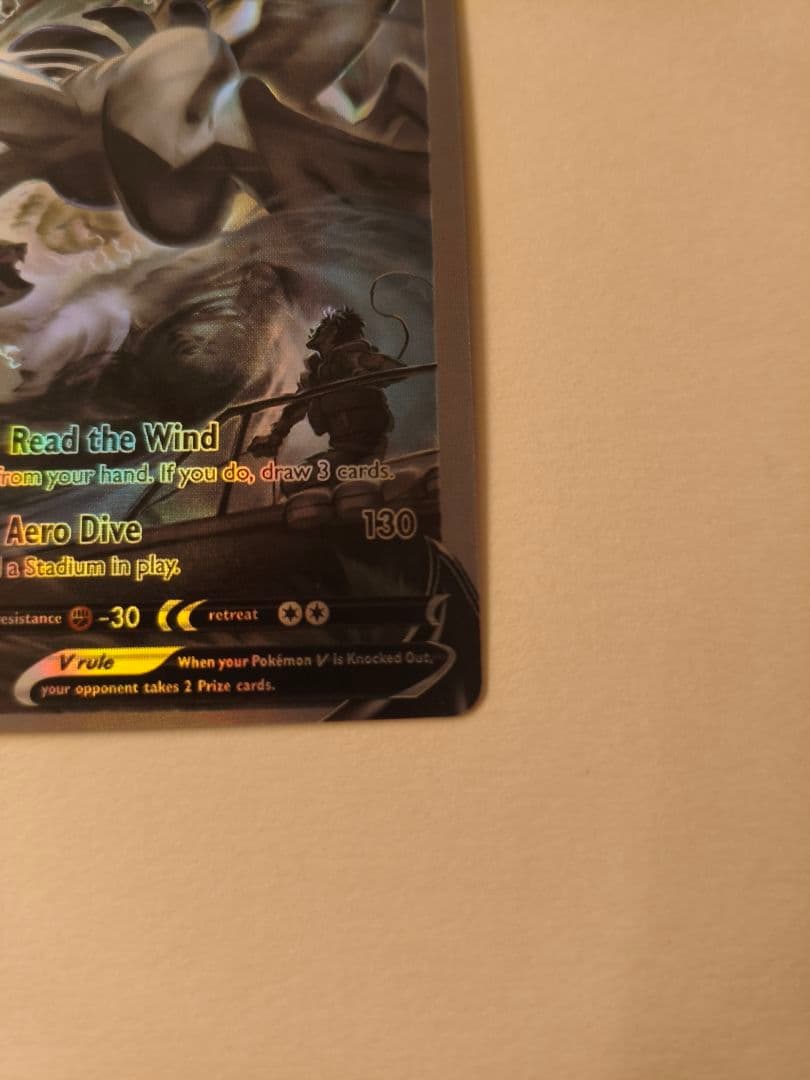 Read the Wind
from your hand. If you do, draw 3 cards.
Aero Dive 130
a Stadium in play.
esistance -30 retreat
V rule When your Pokémon V is Knocked Out,
your opponent takes 2 Prize cards.